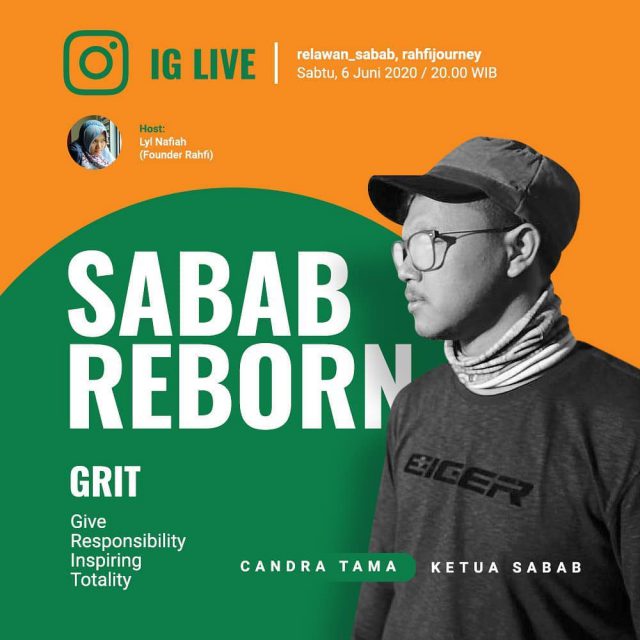 IG LIVE
relawan_sabab, rahfijourney
Sabtu, 6 Juni 2020 / 20.00 WIB
Host:
Lyl Nafiah
(Founder Rahfi)
SABAB
REBORN
GRIT
Give
Responsibility
Inspiring
Totality
EIGER
CANDRA TAMA
KETUA SABAB